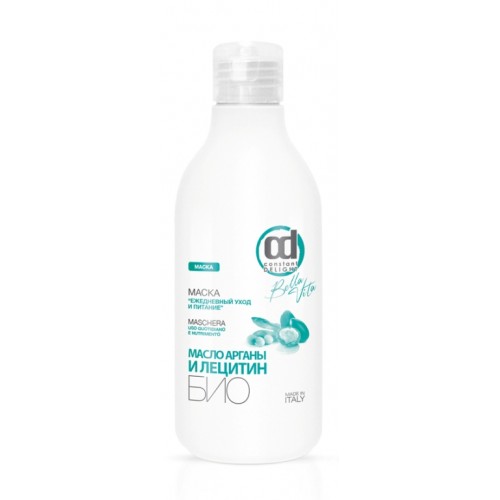 cd
constant
DELIGHT
Bella
Vita
МАСКА
МАСКА
"ЕЖЕДНЕВНЫЙ УХОД
И ПИТАНИЕ"
MASCHERA
USO QUOTIDIANO
E NUTRIMENTO
МАСЛО АРГАНЫ
И ЛЕЦИТИН
БИО
MADE IN
ITALY